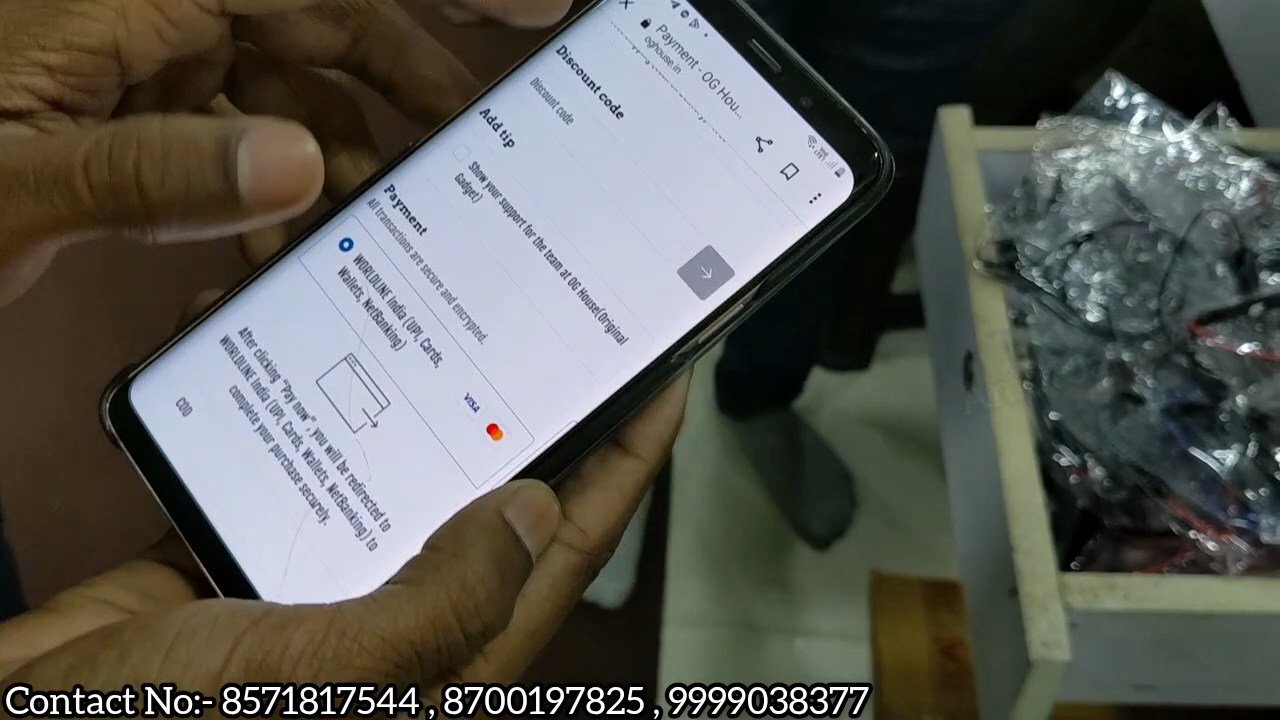 Payment - OG Hou...
oghouse.in
Discount code
Discount code
Add tip
Show your support for the team at OG House(Original
Gadget)
Payment
All transactions are secure and encrypted.
WORLDLINE India (UPI, Cards,
Wallets, NetBanking)
VISA
After clicking “Pay now”, you will be redirected to
WORLDLINE India (UPI, Cards, Wallets, NetBanking) to
complete your purchase securely.
COD
Contact No:- 8571817544 , 8700197825 , 9999038377